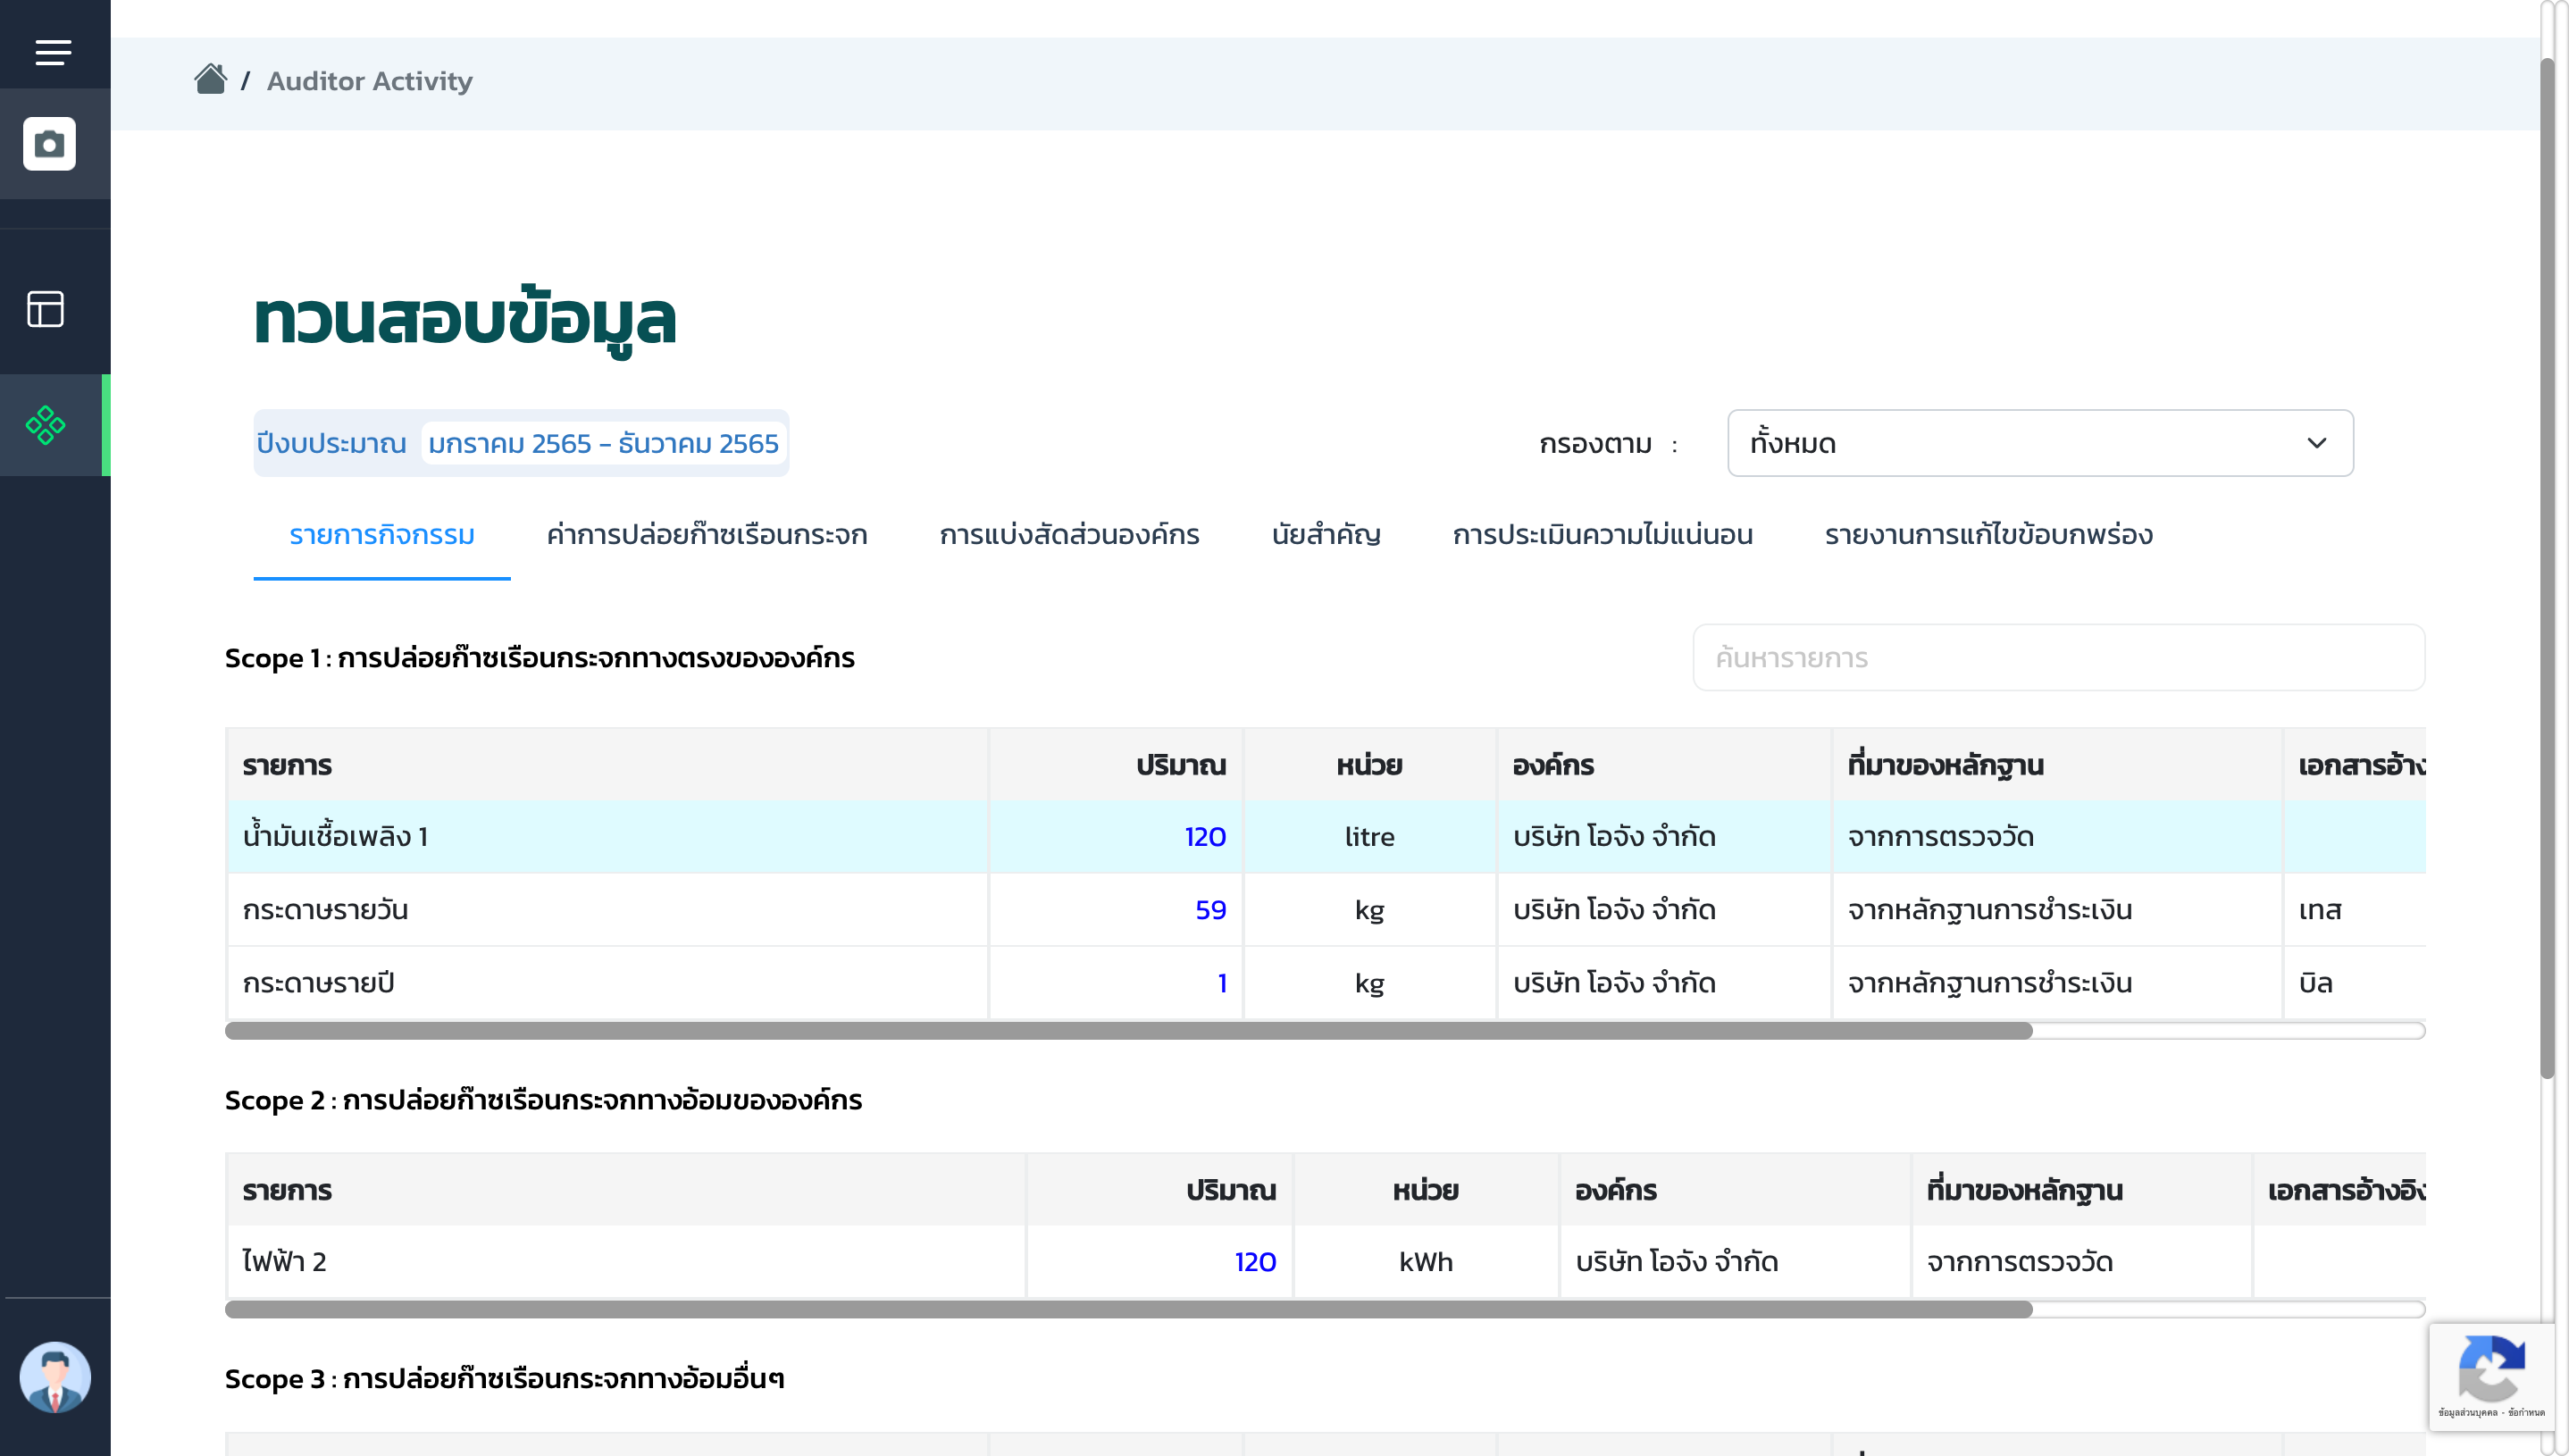 / Auditor Activity
ทวนสอบข้อมูล
ปีงบประมาณ มกราคม 2565 - ธันวาคม 2565
กรองตาม : ทั้งหมด
รายการกิจกรรม ค่าการปล่อยก๊าซเรือนกระจก การแบ่งสัดส่วนองค์กร นัยสำคัญ การประเมินความไม่แน่นอน รายงานการแก้ไขข้อบกพร่อง
Scope 1 : การปล่อยก๊าซเรือนกระจกทางตรงขององค์กร
ค้นหารายการ
รายการ ปริมาณ หน่วย องค์กร ที่มาของหลักฐาน เอกสารอ้าง
น้ำมันเชื้อเพลิง 1 120 litre บริษัท โอจัง จำกัด จากการตรวจวัด
กระดาษรายวัน 59 kg บริษัท โอจัง จำกัด จากหลักฐานการชำระเงิน เทส
กระดาษรายปี 1 kg บริษัท โอจัง จำกัด จากหลักฐานการชำระเงิน บิล
Scope 2 : การปล่อยก๊าซเรือนกระจกทางอ้อมขององค์กร
รายการ ปริมาณ หน่วย องค์กร ที่มาของหลักฐาน เอกสารอ้างอิง
ไฟฟ้า 2 120 kWh บริษัท โอจัง จำกัด จากการตรวจวัด
Scope 3 : การปล่อยก๊าซเรือนกระจกทางอ้อมอื่นๆ
ข้อมูลส่วนบุคคล - ข้อกำหนด